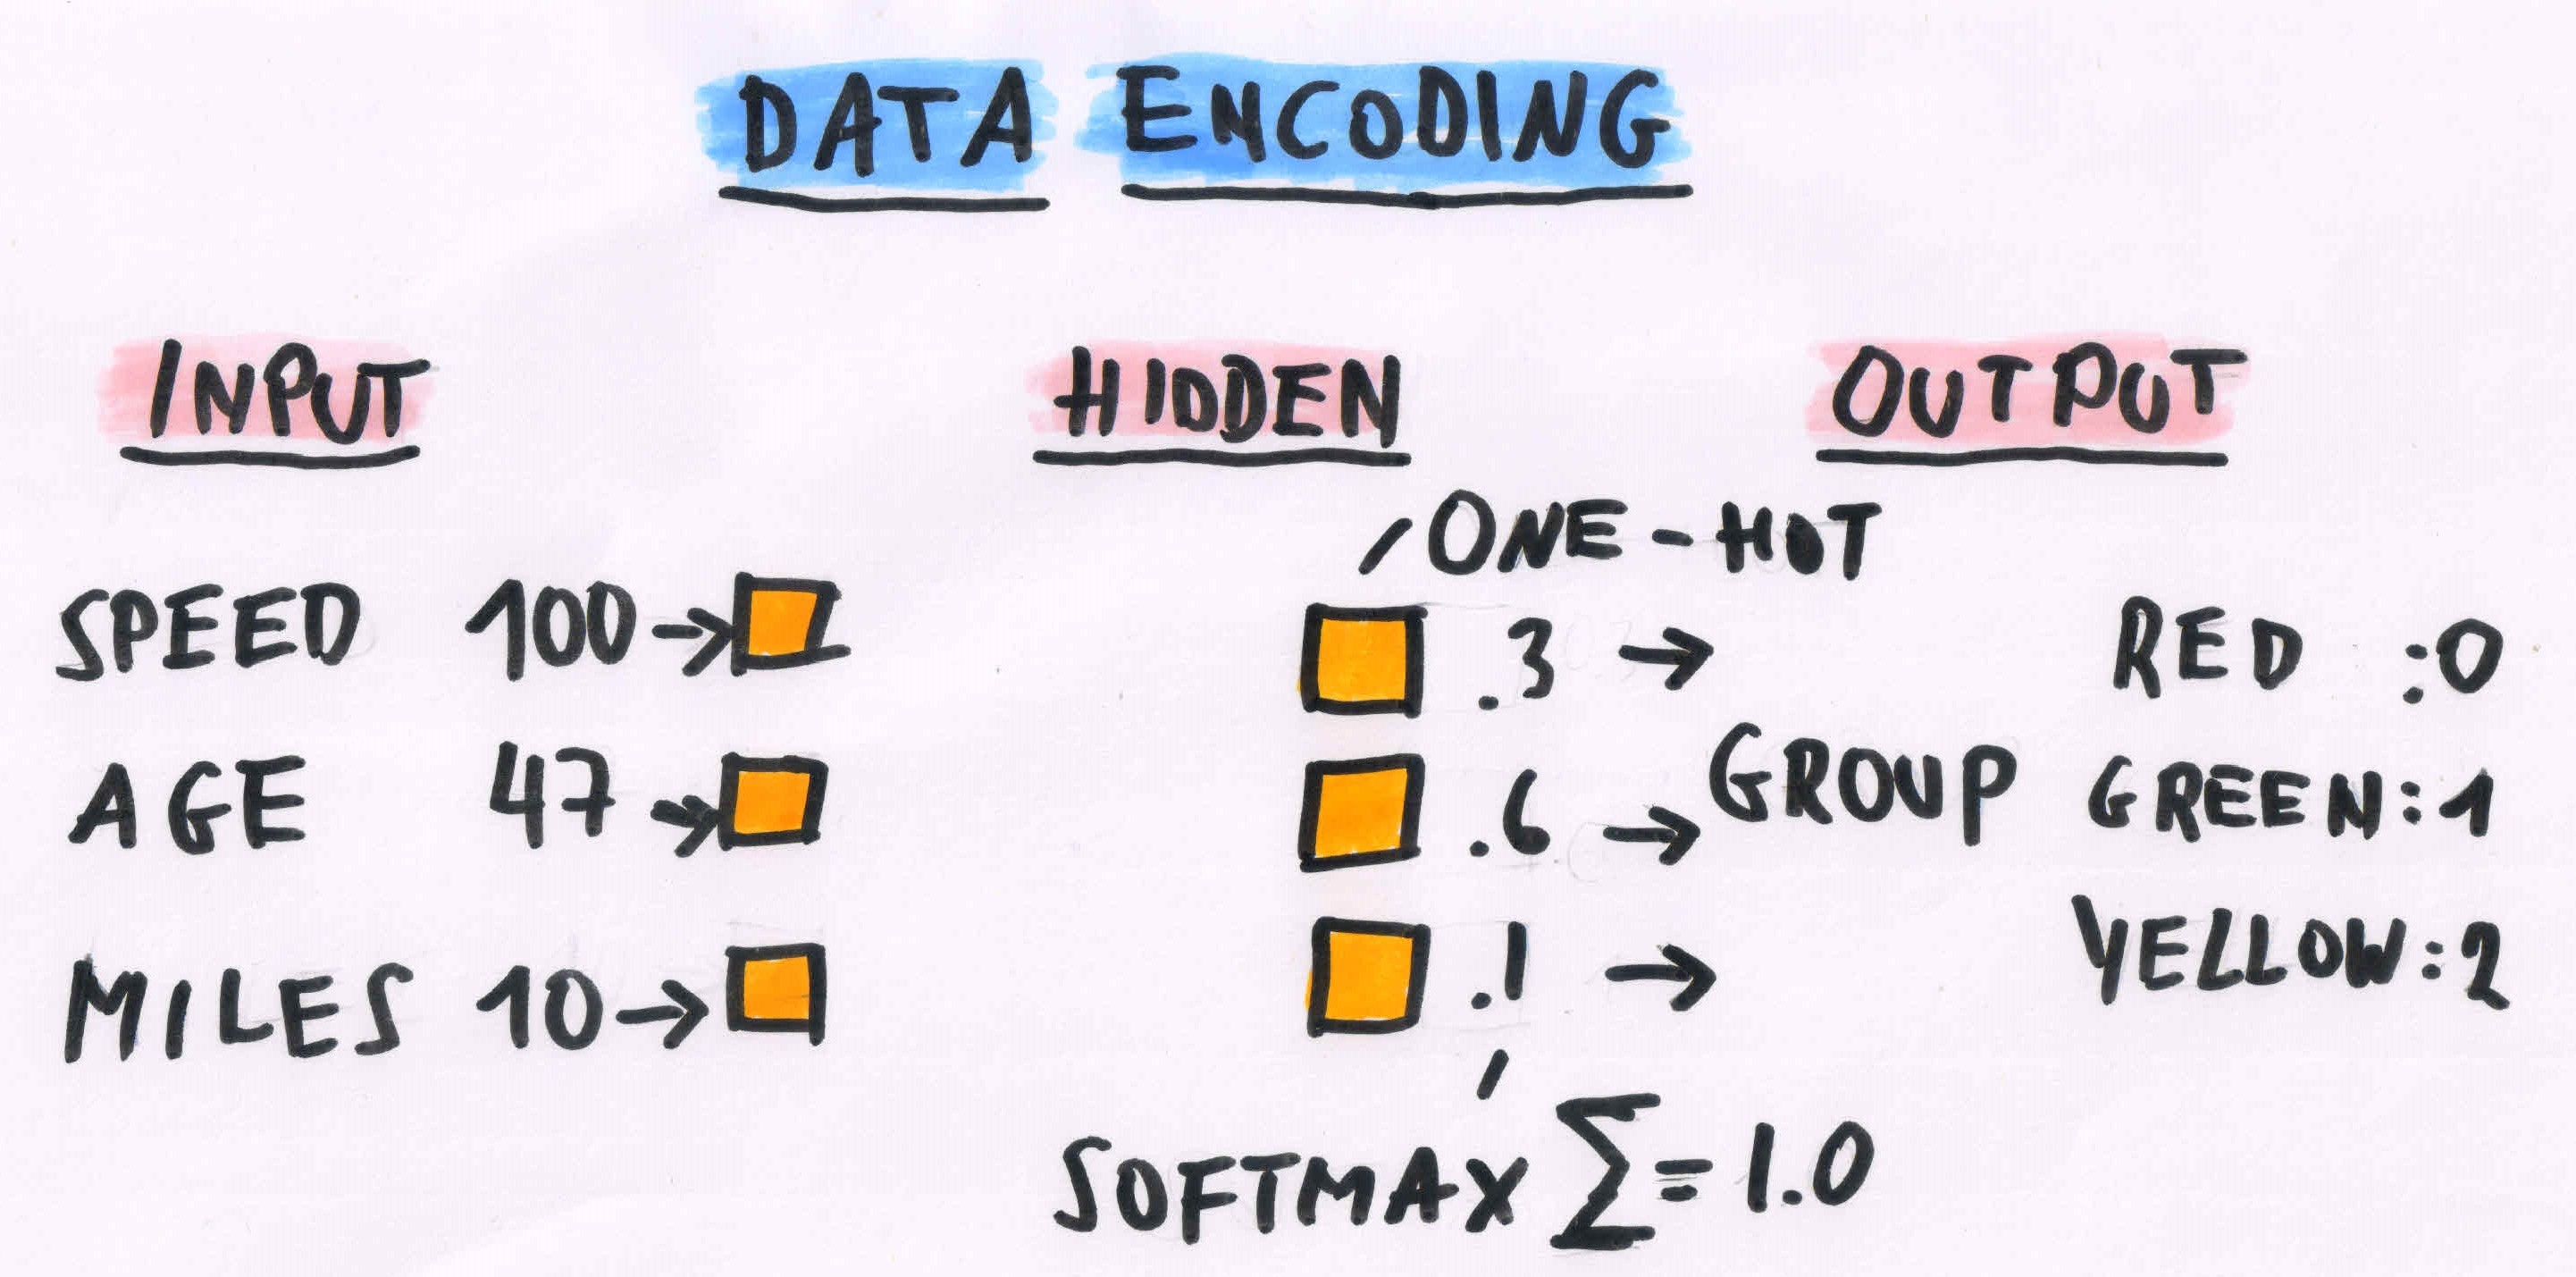 DATA ENCODING
INPUT HIDDEN OUTPUT
ONE-HOT
SPEED 100 → .3 → RED :0
AGE 47 → .6 → GROUP GREEN:1
MILES 10 → .1 → YELLOW:2
SOFTMAX Σ = 1.0